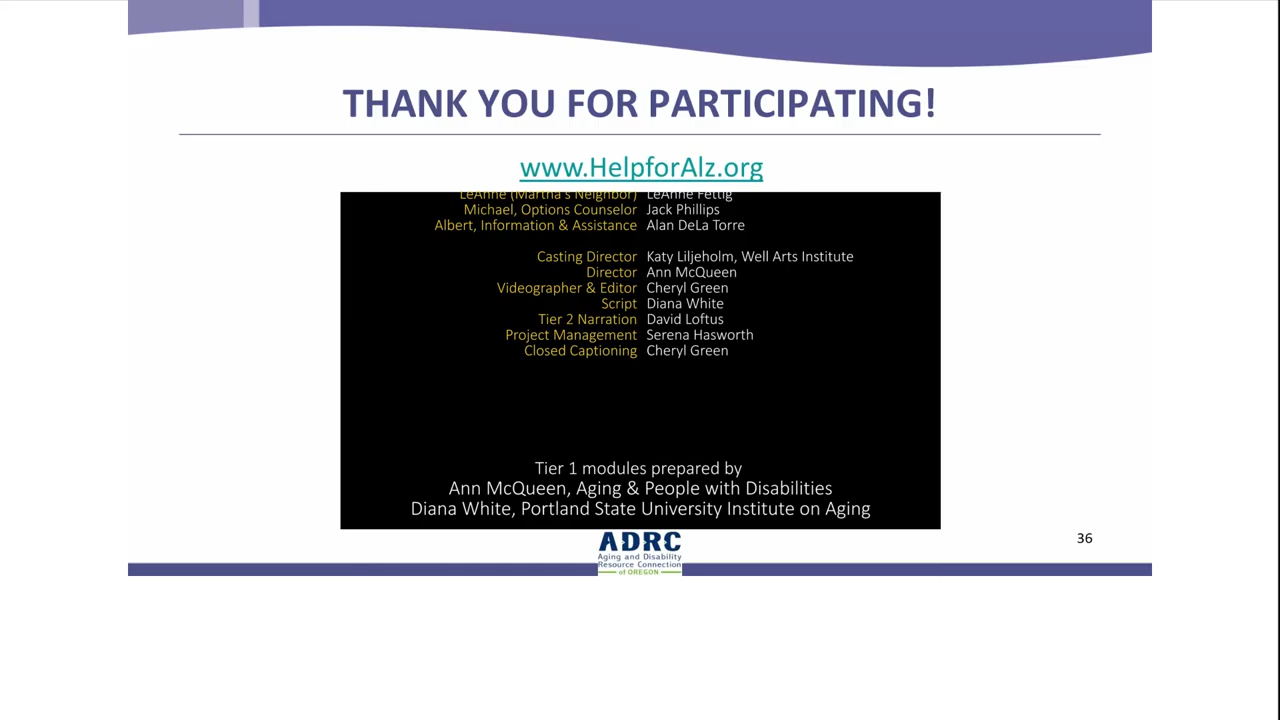 THANK YOU FOR PARTICIPATING!
www.HelpforAlz.org
LeAnne (Martha's Neighbor) LeAnne Fettig
Michael, Options Counselor Jack Phillips
Albert, Information & Assistance Alan DeLa Torre
Casting Director Katy Liljeholm, Well Arts Institute
Director Ann McQueen
Videographer & Editor Cheryl Green
Script Diana White
Tier 2 Narration David Loftus
Project Management Serena Hasworth
Closed Captioning Cheryl Green
Tier 1 modules prepared by
Ann McQueen, Aging & People with Disabilities
Diana White, Portland State University Institute on Aging
36
ADRC
Aging and Disability
Resource Connection
of OREGON